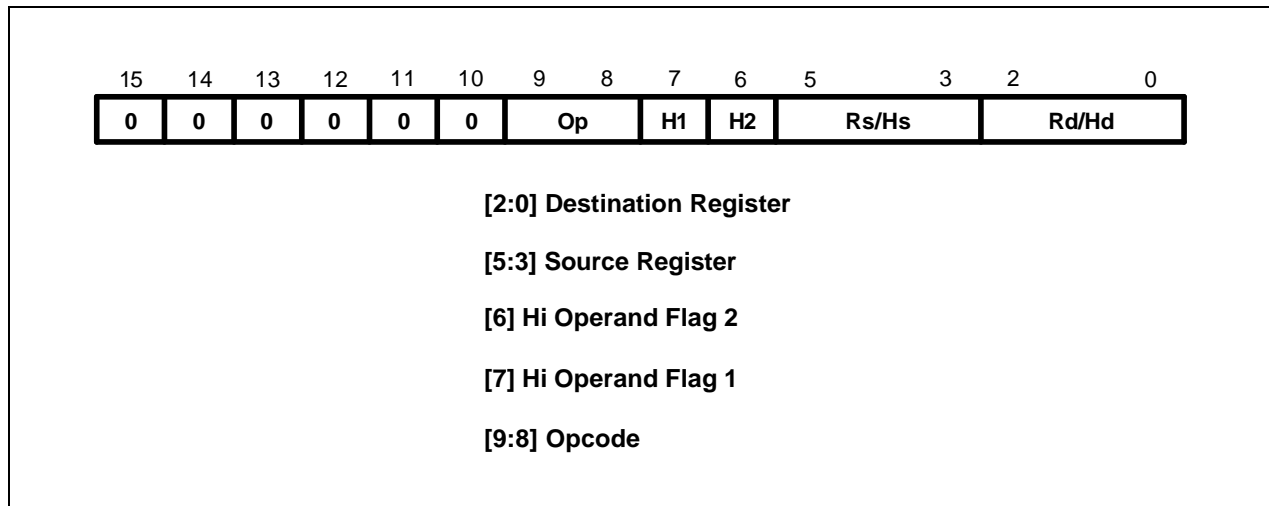 15 14 13 12 11 10 9 8 7 6 5 3 2 0
0 0 0 0 0 0 Op H1 H2 Rs/Hs Rd/Hd
[2:0] Destination Register
[5:3] Source Register
[6] Hi Operand Flag 2
[7] Hi Operand Flag 1
[9:8] Opcode